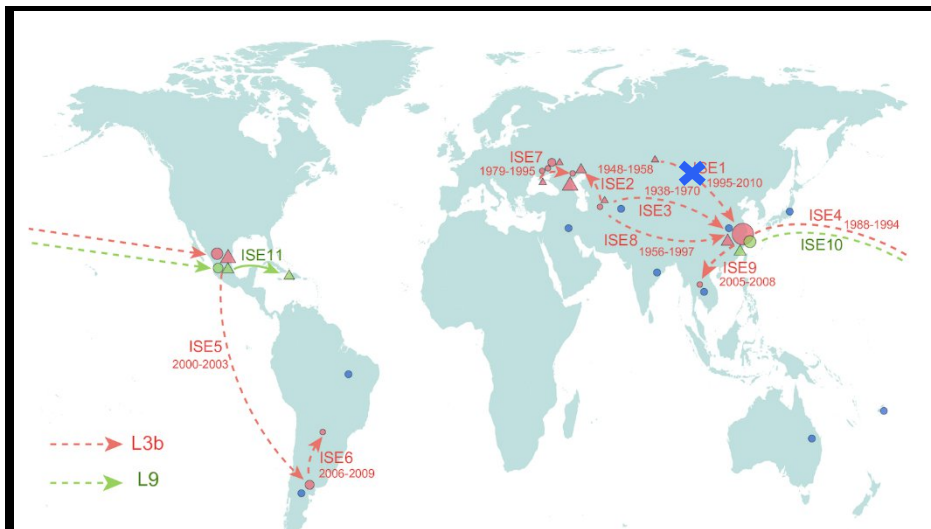 ISE7
1979-1995
1948-1958
ISE2
1938-1970
ISE1
1995-2010
ISE3
ISE8
1956-1997
ISE4
1988-1994
ISE10
ISE9
2005-2008
ISE11
ISE5
2000-2003
ISE6
2006-2009
L3b
L9